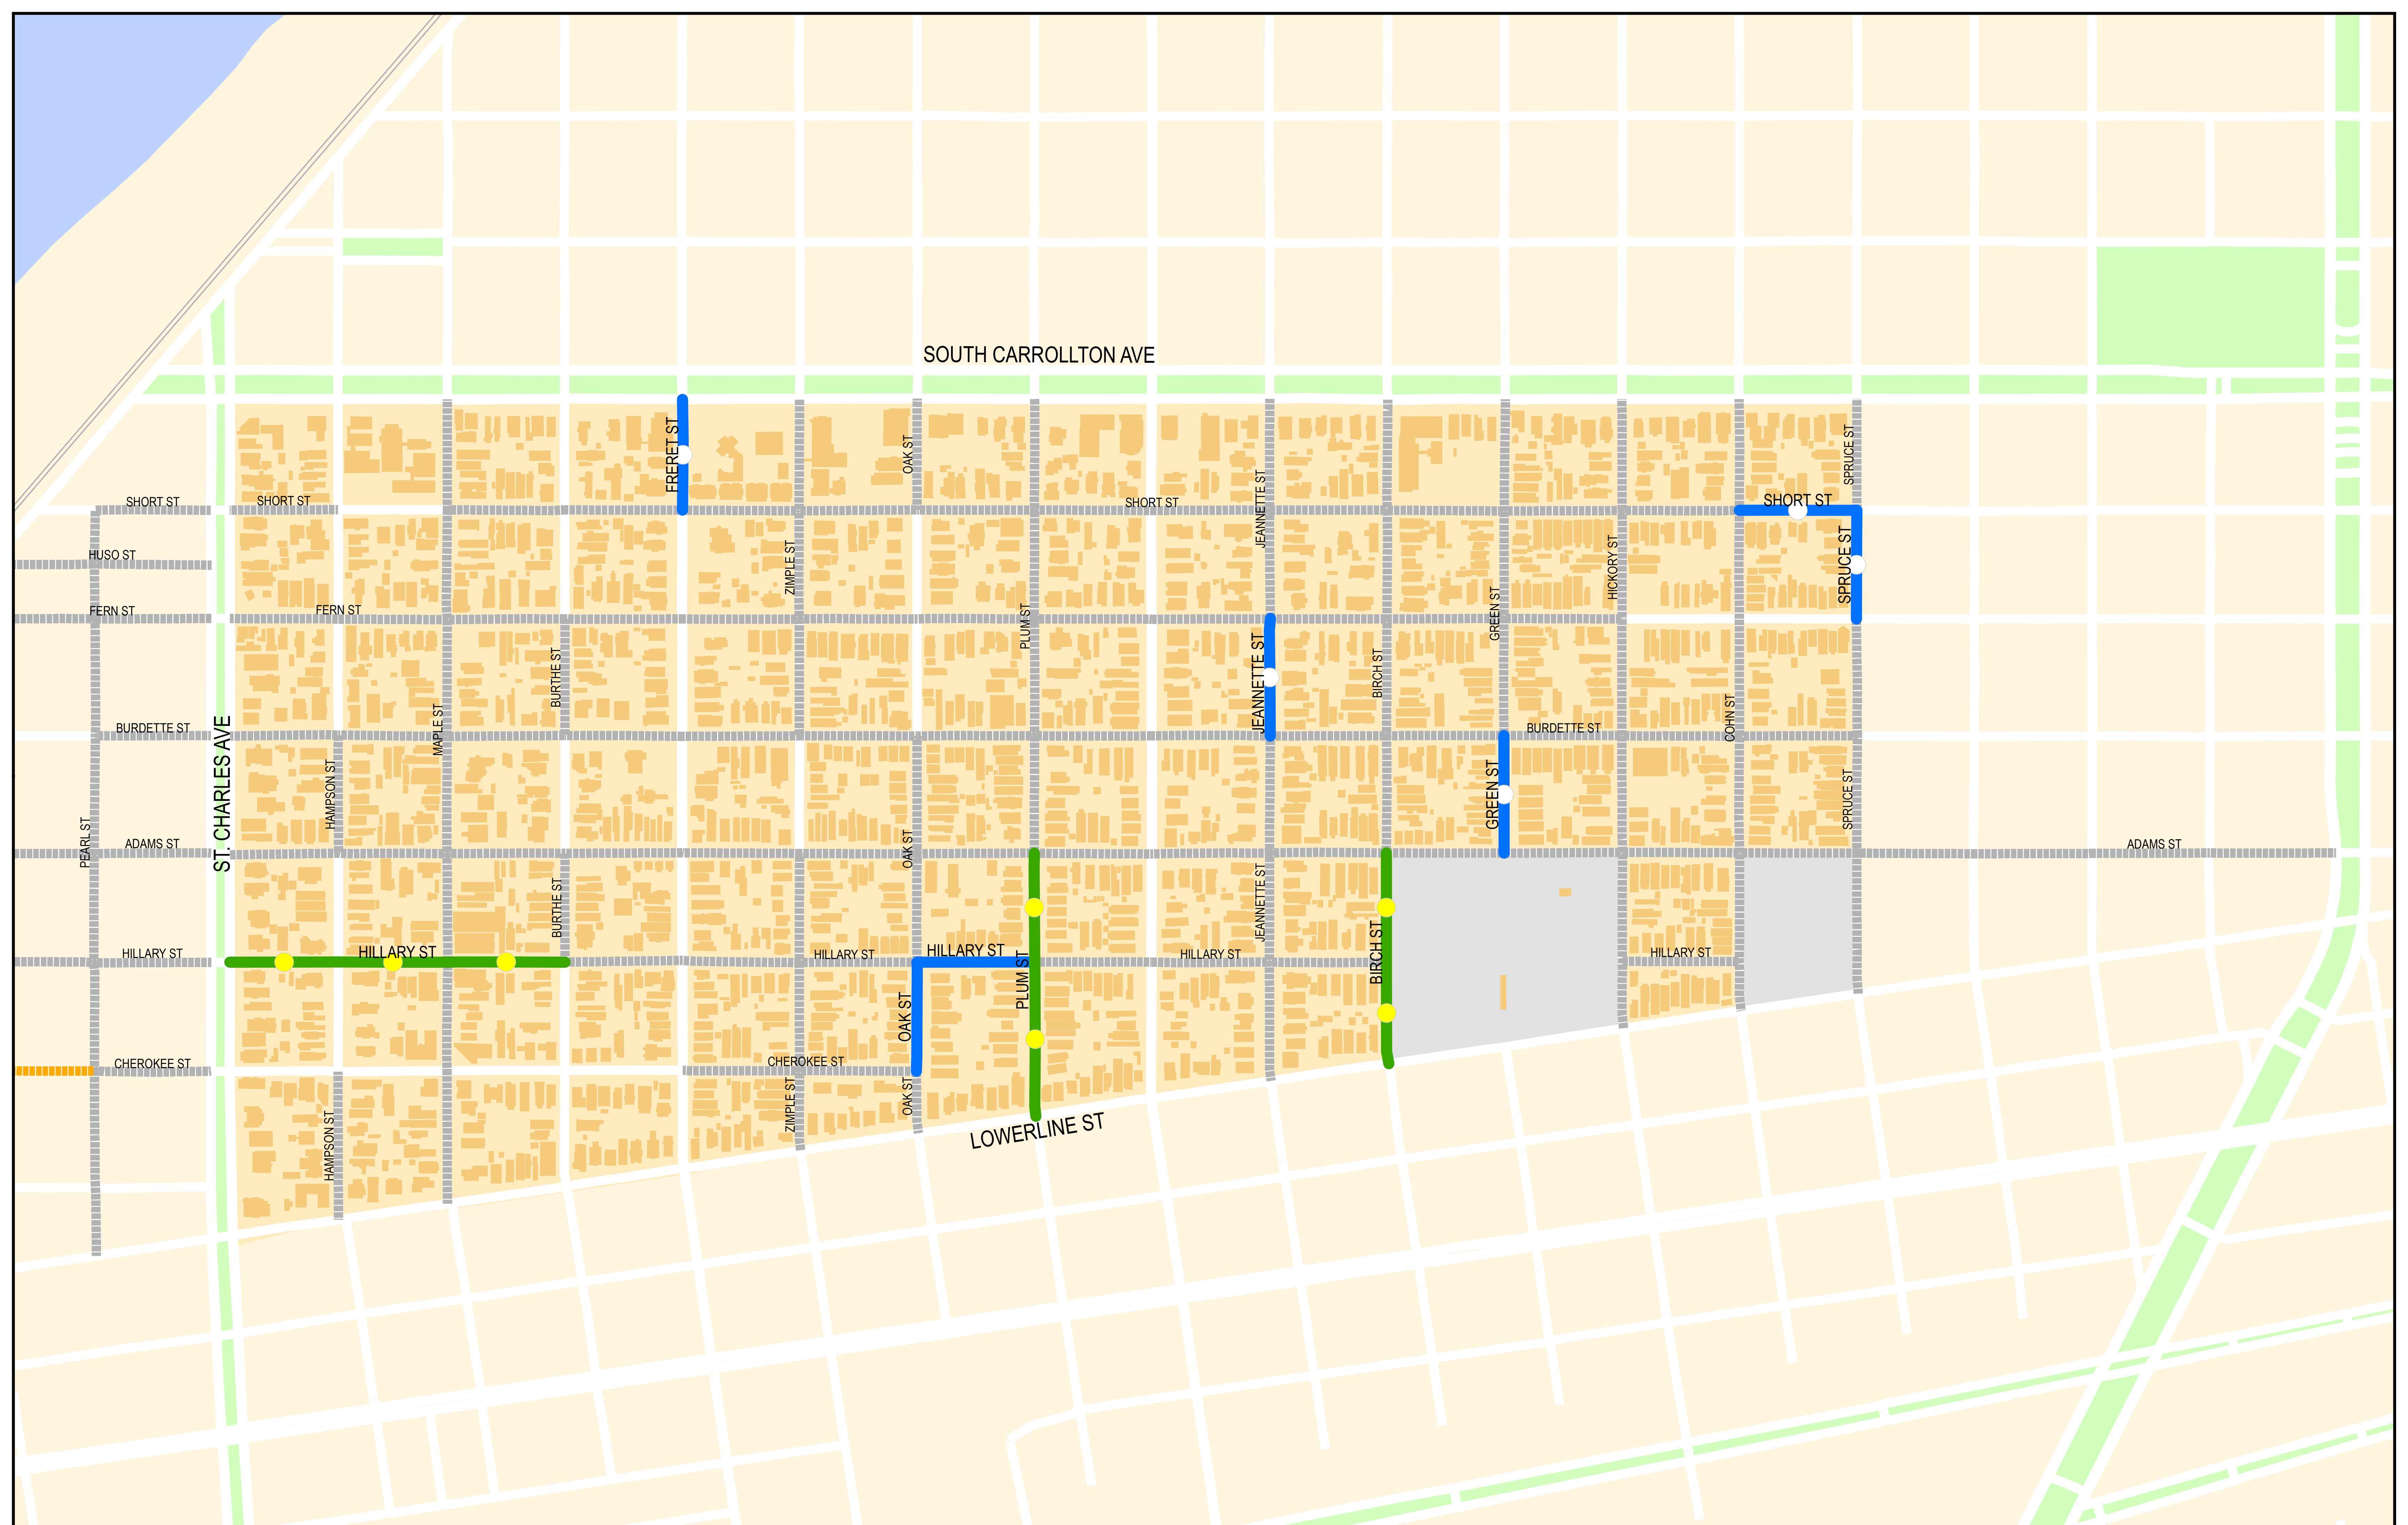 SOUTH CARROLLTON AVE
FRERET ST
OAK ST
SPRUCE ST
SHORT ST
SHORT ST
SHORT ST
SHORT ST
JEANNETTE ST
HUSO ST
ZIMPLE ST
HICKORY ST
SPRUCE ST
FERN ST
FERN ST
PLUM ST
GREEN ST
BURTHE ST
JEANNETTE ST
BIRCH ST
BURDETTE ST
MAPLE ST
BURDETTE ST
COHN ST
ST. CHARLES AVE
HAMPSON ST
GREEN ST
SPRUCE ST
PEARL ST
ADAMS ST
OAK ST
ADAMS ST
BURTHE ST
JEANNETTE ST
HILLARY ST
HILLARY ST
HILLARY ST
HILLARY ST
HILLARY ST
HILLARY ST
PLUM ST
BIRCH ST
OAK ST
CHEROKEE ST
CHEROKEE ST
HAMPSON ST
ZIMPLE ST
OAK ST
LOWERLINE ST